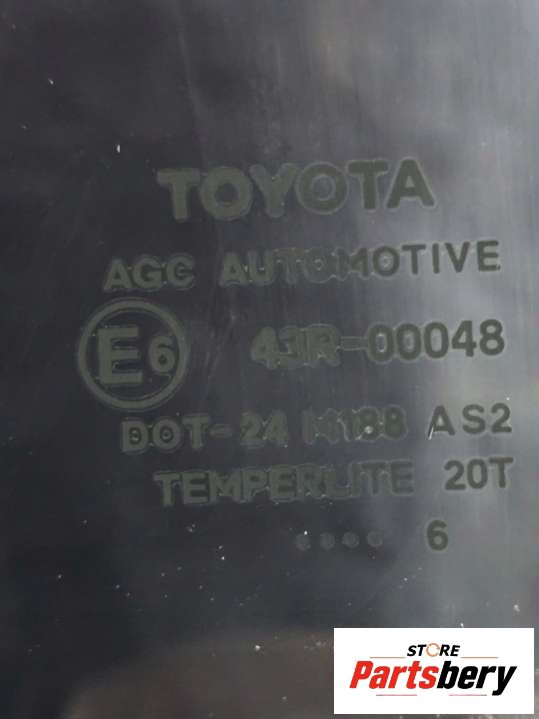 TOYOTA
AGC AUTOMOTIVE
E6 43R-00048
DOT-24 M188 AS2
TEMPERLITE 20T
.... 6
STORE
Partsbery